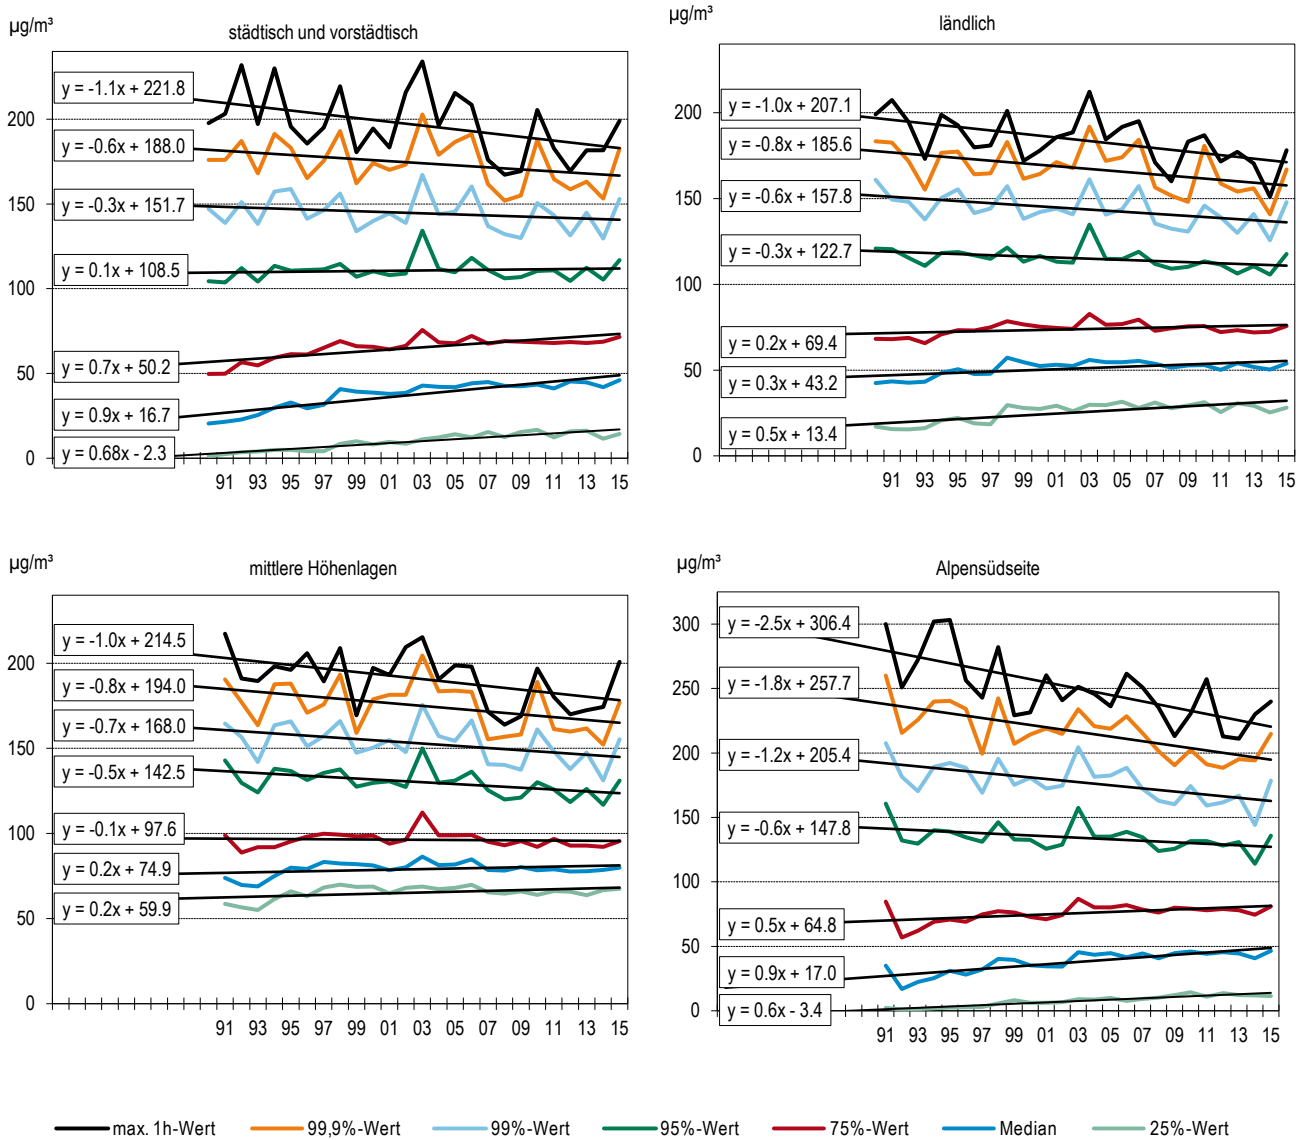 µg/m³
städtisch und vorstädtisch
y = -1.1x + 221.8
200
y = -0.6x + 188.0
150
y = -0.3x + 151.7
y = 0.1x + 108.5
100
y = 0.7x + 50.2
50
y = 0.9x + 16.7
y = 0.68x - 2.3
0
91 93 95 97 99 01 03 05 07 09 11 13 15
µg/m³
ländlich
y = -1.0x + 207.1
200
y = -0.8x + 185.6
y = -0.6x + 157.8
150
y = -0.3x + 122.7
100
y = 0.2x + 69.4
y = 0.3x + 43.2
50
y = 0.5x + 13.4
0
91 93 95 97 99 01 03 05 07 09 11 13 15
µg/m³
mittlere Höhenlagen
y = -1.0x + 214.5
200
y = -0.8x + 194.0
y = -0.7x + 168.0
150
y = -0.5x + 142.5
y = -0.1x + 97.6
100
y = 0.2x + 74.9
y = 0.2x + 59.9
50
0
91 93 95 97 99 01 03 05 07 09 11 13 15
µg/m³
Alpensüdseite
300
y = -2.5x + 306.4
250
y = -1.8x + 257.7
200
y = -1.2x + 205.4
150
y = -0.6x + 147.8
100
y = 0.5x + 64.8
50
y = 0.9x + 17.0
y = 0.6x - 3.4
0
91 93 95 97 99 01 03 05 07 09 11 13 15
max. 1h-Wert 99,9%-Wert 99%-Wert 95%-Wert 75%-Wert Median 25%-Wert